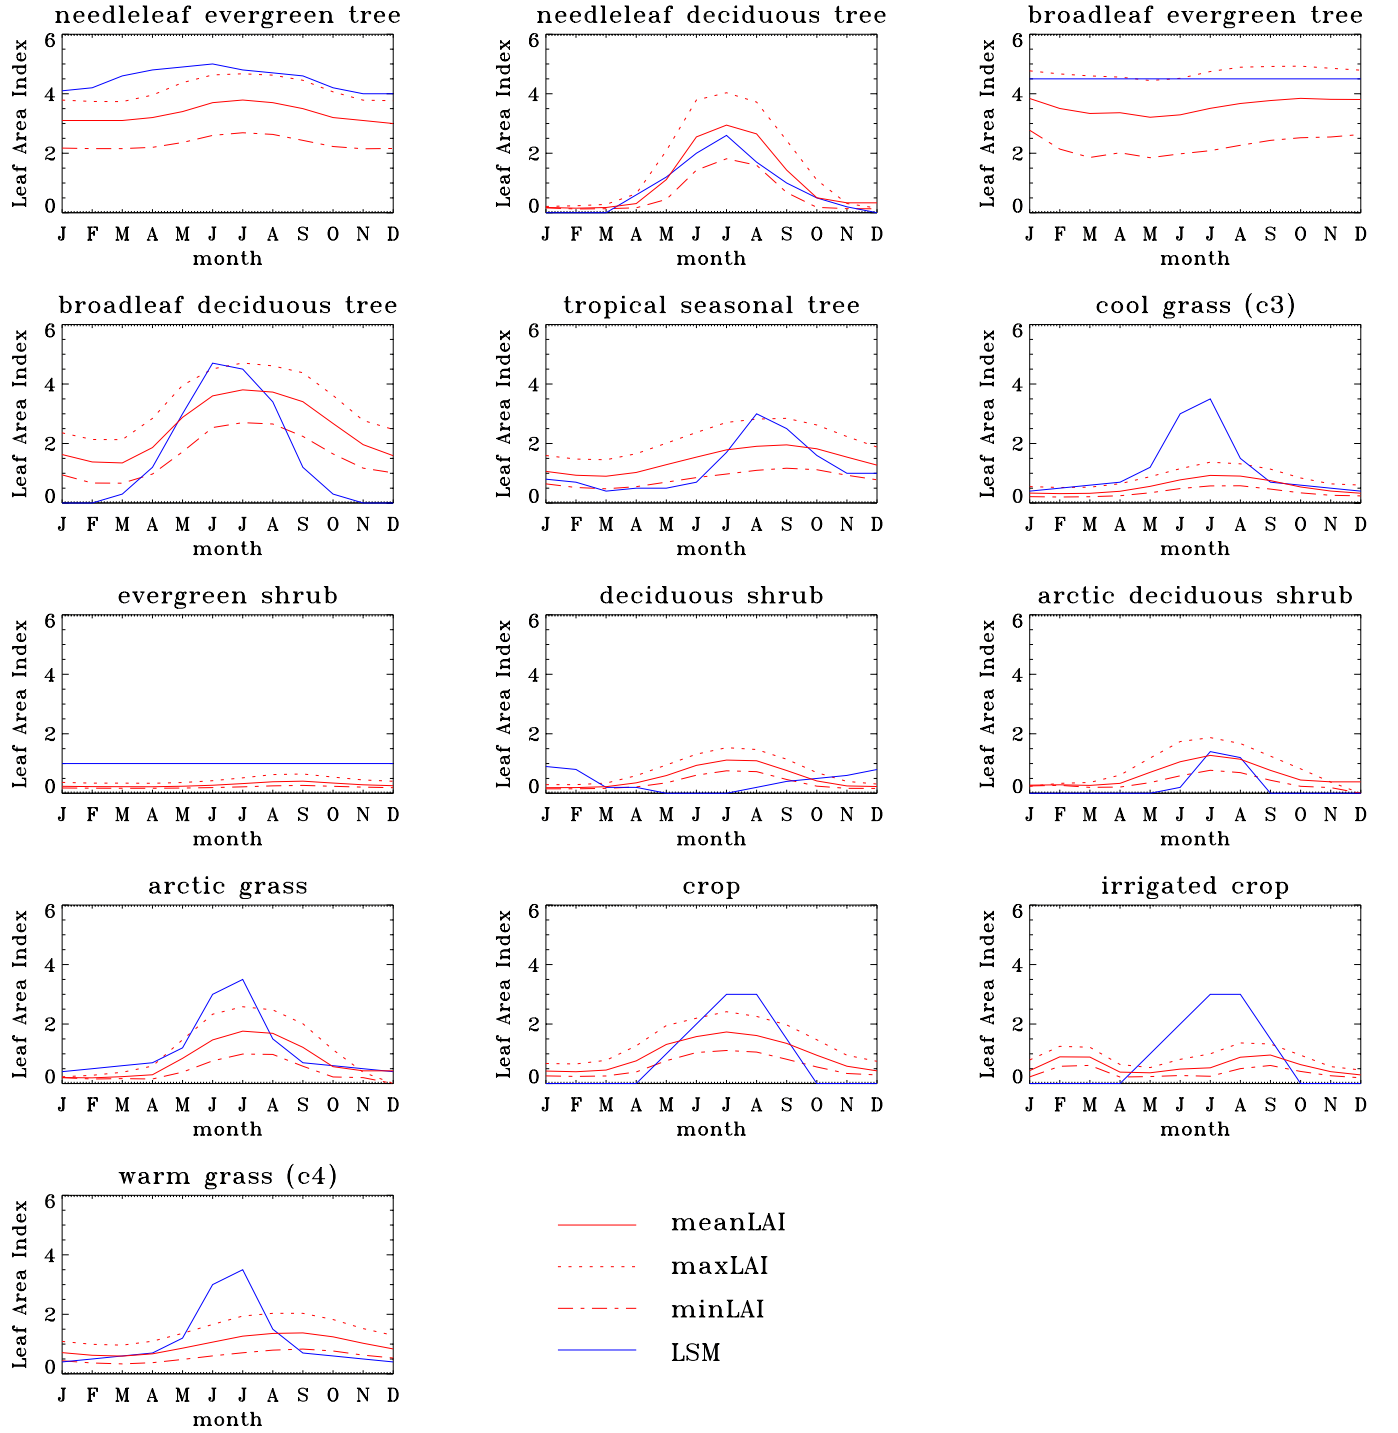 needleleaf evergreen tree
Leaf Area Index
6
4
2
0
J F M A M J J A S O N D
month
needleleaf deciduous tree
Leaf Area Index
6
4
2
0
J F M A M J J A S O N D
month
broadleaf evergreen tree
Leaf Area Index
6
4
2
0
J F M A M J J A S O N D
month
broadleaf deciduous tree
Leaf Area Index
6
4
2
0
J F M A M J J A S O N D
month
tropical seasonal tree
Leaf Area Index
6
4
2
0
J F M A M J J A S O N D
month
cool grass (c3)
Leaf Area Index
6
4
2
0
J F M A M J J A S O N D
month
evergreen shrub
Leaf Area Index
6
4
2
0
J F M A M J J A S O N D
month
deciduous shrub
Leaf Area Index
6
4
2
0
J F M A M J J A S O N D
month
arctic deciduous shrub
Leaf Area Index
6
4
2
0
J F M A M J J A S O N D
month
arctic grass
Leaf Area Index
6
4
2
0
J F M A M J J A S O N D
month
crop
Leaf Area Index
6
4
2
0
J F M A M J J A S O N D
month
irrigated crop
Leaf Area Index
6
4
2
0
J F M A M J J A S O N D
month
warm grass (c4)
Leaf Area Index
6
4
2
0
J F M A M J J A S O N D
month
meanLAI
maxLAI
minLAI
LSM